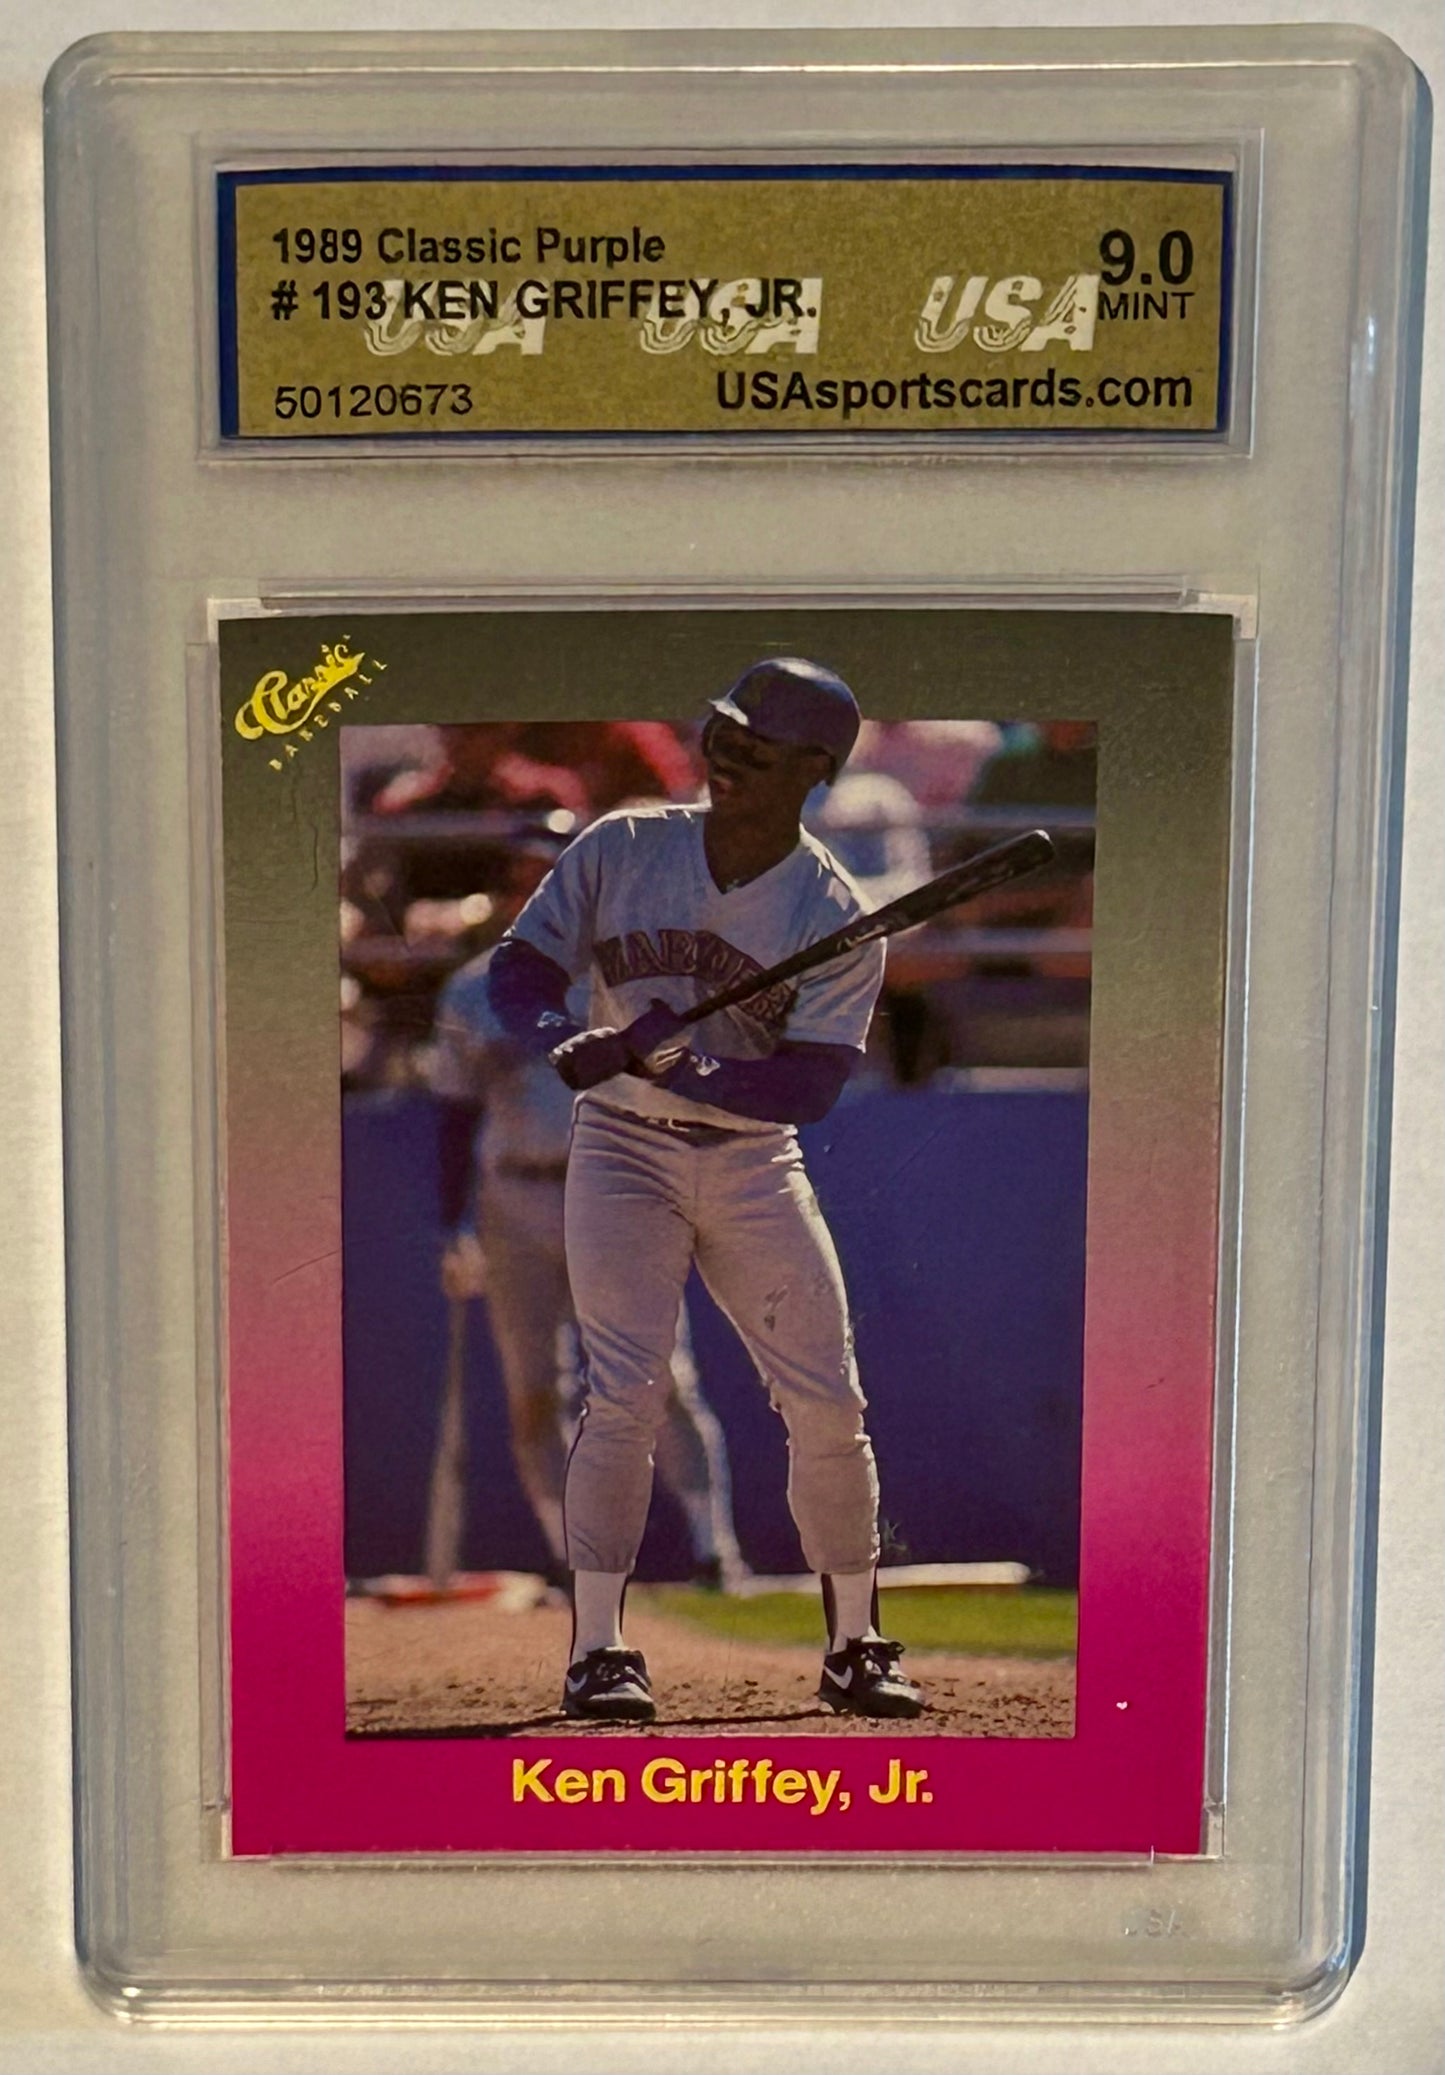 1989 Classic Purple
# 193 KEN GRIFFEY, JR.
9.0
MINT
USA USA USA
50120673
USAsportscards.com
Classic
BASEBALL
MARINERS
Ken Griffey, Jr.